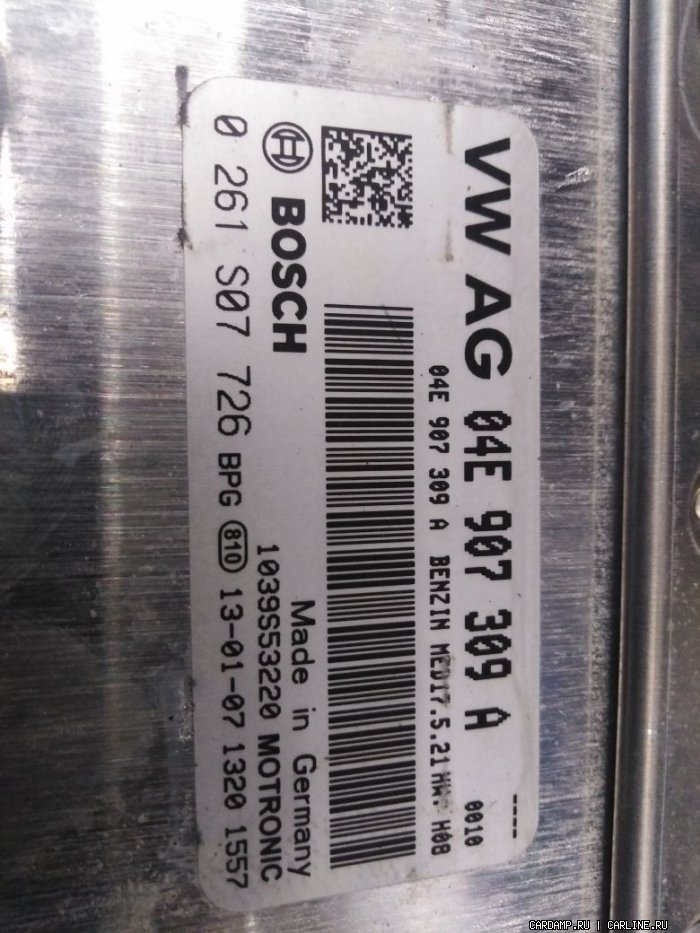 VW AG 04E 907 309 A ----
04E 907 309 A BENZIN MED17.5.21 HW: H08 0010
BOSCH
Made in Germany
1039S53220 MOTRONIC
0 261 S07 726 BPG 810 13-01-07 1320 1557
CARDAMP.RU | CARLINE.RU